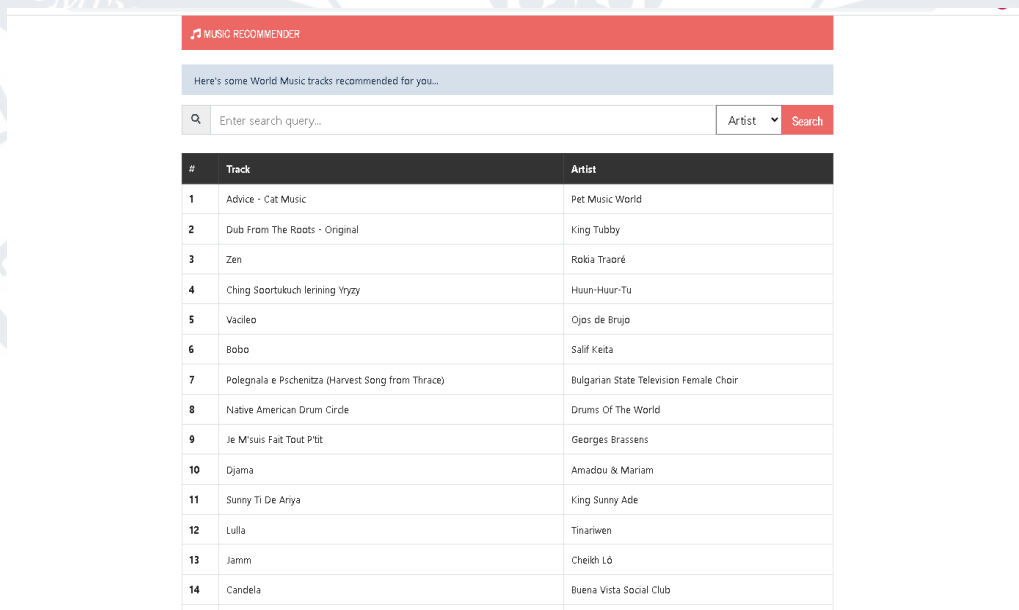 MUSIC RECOMMENDER
Here's some World Music tracks recommended for you...
Enter search query... Artist Search
# Track Artist
1 Advice - Cat Music Pet Music World
2 Dub From The Roots - Original King Tubby
3 Zen Rokia Traoré
4 Ching Soortukuch lerining Yryzy Huun-Huur-Tu
5 Vacileo Ojos de Brujo
6 Bobo Salif Keita
7 Polegnala e Pschenitza (Harvest Song from Thrace) Bulgarian State Television Female Choir
8 Native American Drum Circle Drums Of The World
9 Je M'suis Fait Tout P'tit Georges Brassens
10 Djama Amadou & Mariam
11 Sunny Ti De Ariya King Sunny Ade
12 Lulla Tinariwen
13 Jamm Cheikh Lô
14 Candela Buena Vista Social Club